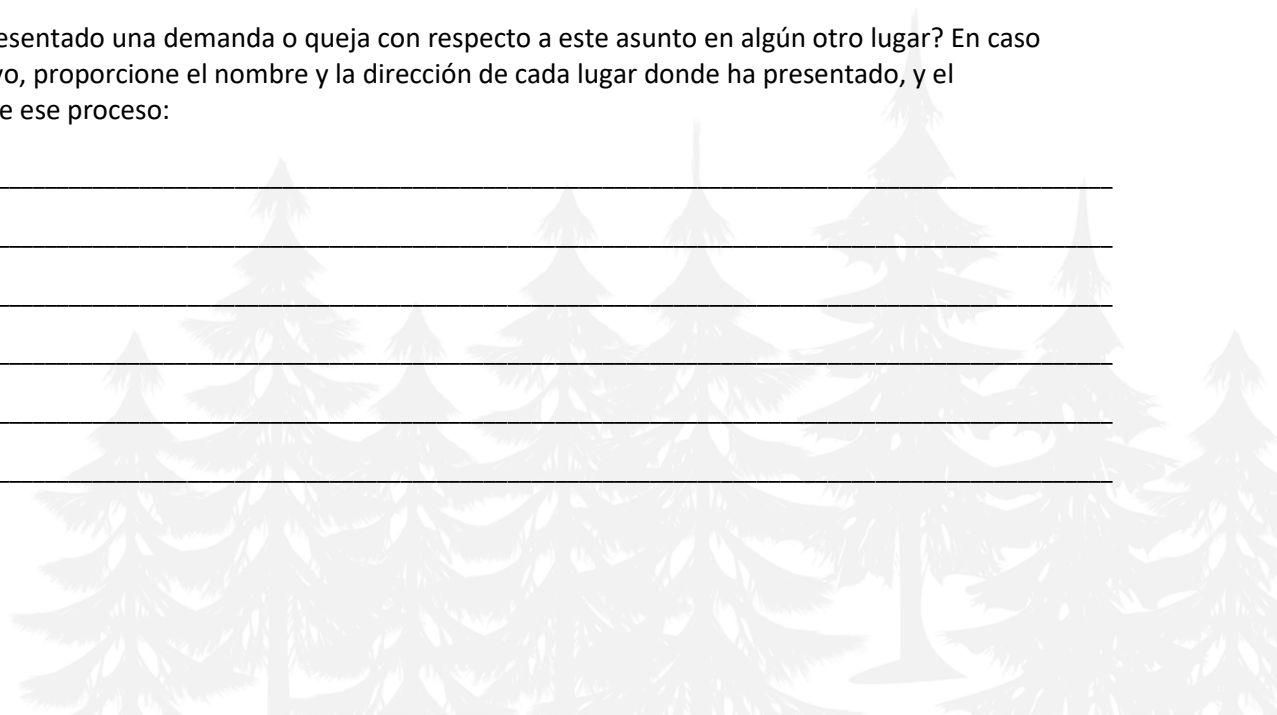 esentado una demanda o queja con respecto a este asunto en algún otro lugar? En caso
vo, proporcione el nombre y la dirección de cada lugar donde ha presentado, y el
e ese proceso: